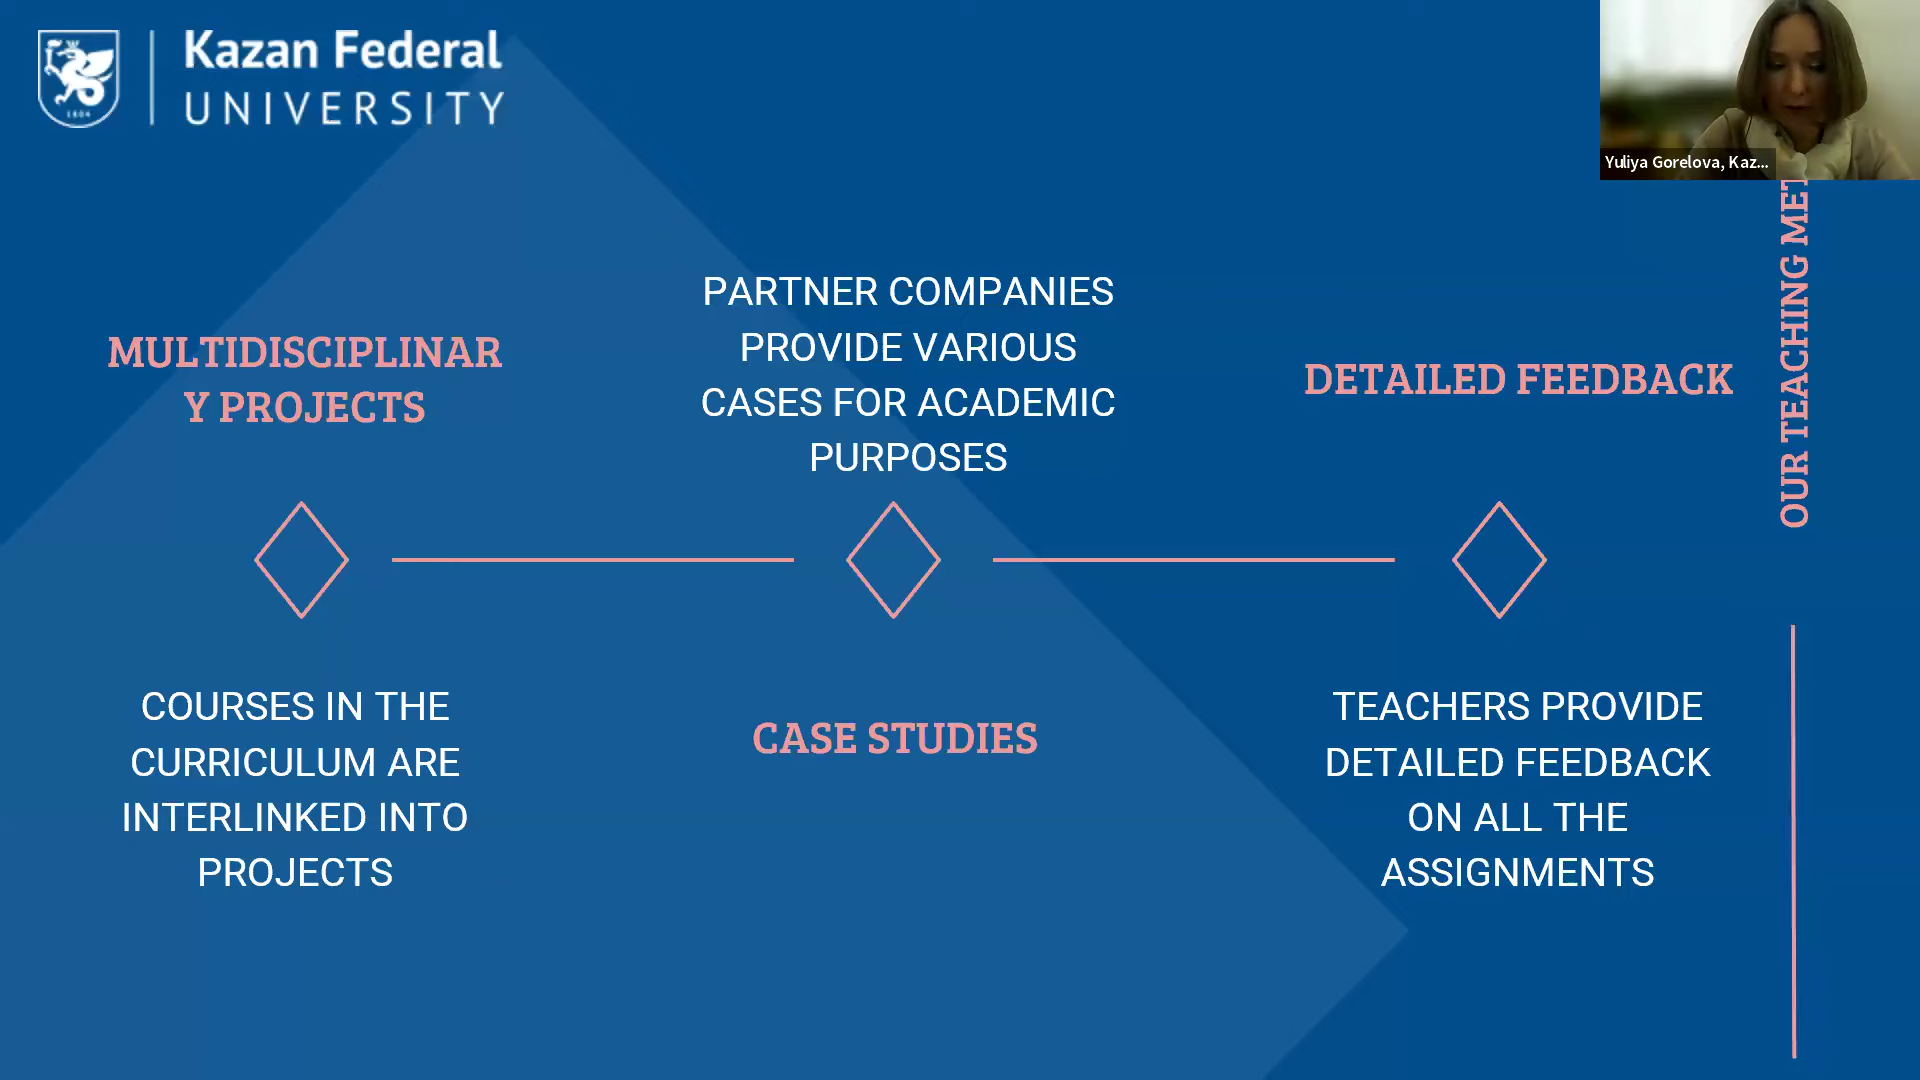 Kazan Federal
UNIVERSITY
1804
Yuliya Gorelova, Kaz...
OUR TEACHING MET
MULTIDISCIPLINAR
Y PROJECTS
PARTNER COMPANIES
PROVIDE VARIOUS
CASES FOR ACADEMIC
PURPOSES
DETAILED FEEDBACK
COURSES IN THE
CURRICULUM ARE
INTERLINKED INTO
PROJECTS
CASE STUDIES
TEACHERS PROVIDE
DETAILED FEEDBACK
ON ALL THE
ASSIGNMENTS